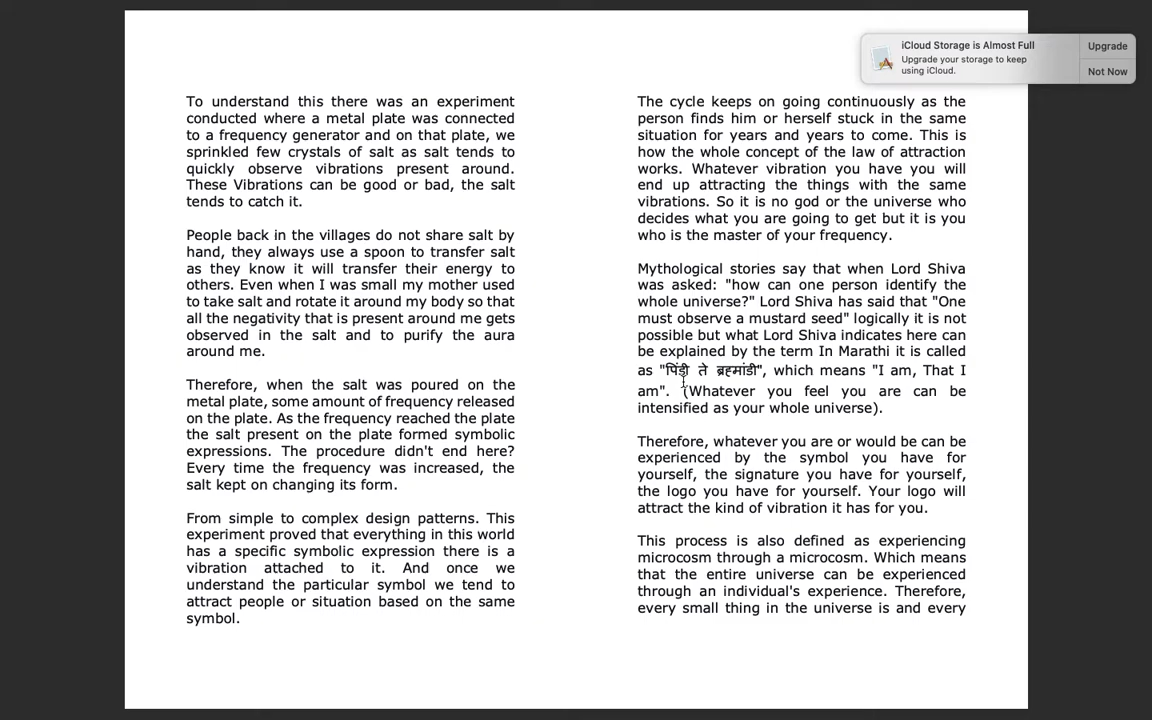 To understand this there was an experiment
conducted where a metal plate was connected
to a frequency generator and on that plate, we
sprinkled few crystals of salt as salt tends to
quickly observe vibrations present around.
These Vibrations can be good or bad, the salt
tends to catch it.
People back in the villages do not share salt by
hand, they always use a spoon to transfer salt
as they know it will transfer their energy to
others. Even when I was small my mother used
to take salt and rotate it around my body so that
all the negativity that is present around me gets
observed in the salt and to purify the aura
around me.
Therefore, when the salt was poured on the
metal plate, some amount of frequency released
on the plate. As the frequency reached the plate
the salt present on the plate formed symbolic
expressions. The procedure didn't end here?
Every time the frequency was increased, the
salt kept on changing its form.
From simple to complex design patterns. This
experiment proved that everything in this world
has a specific symbolic expression there is a
vibration attached to it. And once we
understand the particular symbol we tend to
attract people or situation based on the same
symbol.
The cycle keeps on going continuously as the
person finds him or herself stuck in the same
situation for years and years to come. This is
how the whole concept of the law of attraction
works. Whatever vibration you have you will
end up attracting the things with the same
vibrations. So it is no god or the universe who
decides what you are going to get but it is you
who is the master of your frequency.
Mythological stories say that when Lord Shiva
was asked: "how can one person identify the
whole universe?" Lord Shiva has said that "One
must observe a mustard seed" logically it is not
possible but what Lord Shiva indicates here can
be explained by the term In Marathi it is called
as "पिंडी ते ब्रह्मांडी", which means "I am, That I
am". (Whatever you feel you are can be
intensified as your whole universe).
Therefore, whatever you are or would be can be
experienced by the symbol you have for
yourself, the signature you have for yourself,
the logo you have for yourself. Your logo will
attract the kind of vibration it has for you.
This process is also defined as experiencing
microcosm through a microcosm. Which means
that the entire universe can be experienced
through an individual's experience. Therefore,
every small thing in the universe is and every
iCloud Storage is Almost Full
Upgrade your storage to keep
using iCloud.
Upgrade
Not Now